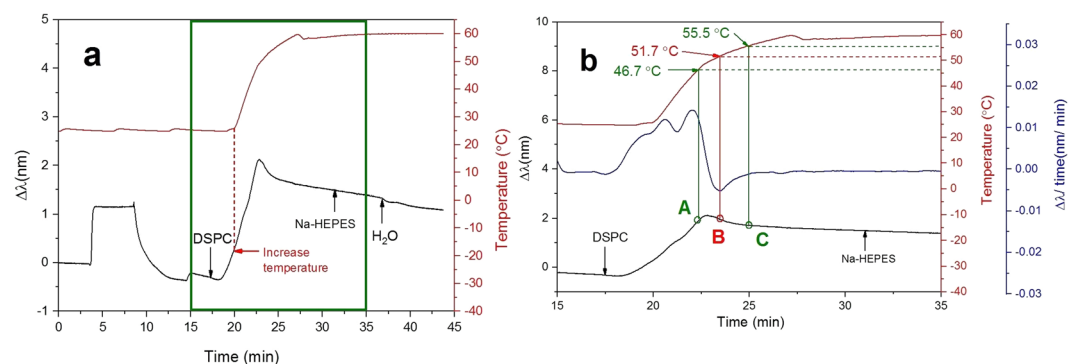 a
5
4
3
2
1
0
-1
Δλ(nm)
0
5
10
15
20
25
30
35
40
45
Time (min)
60
50
40
30
20
10
0
-10
-20
-30
-40
Temperature (°C)
DSPC
Na-HEPES
H₂O
Increase
temperature
b
10
8
6
4
2
0
Δλ(nm)
15
20
25
30
35
Time (min)
60
50
40
30
20
10
0
-10
-20
-30
-40
Temperature (°C)
0.03
0.02
0.01
0.00
-0.01
-0.02
-0.03
Δλ/ time(nm/ min)
55.5 °C
51.7 °C
46.7 °C
A
B
C
DSPC
Na-HEPES